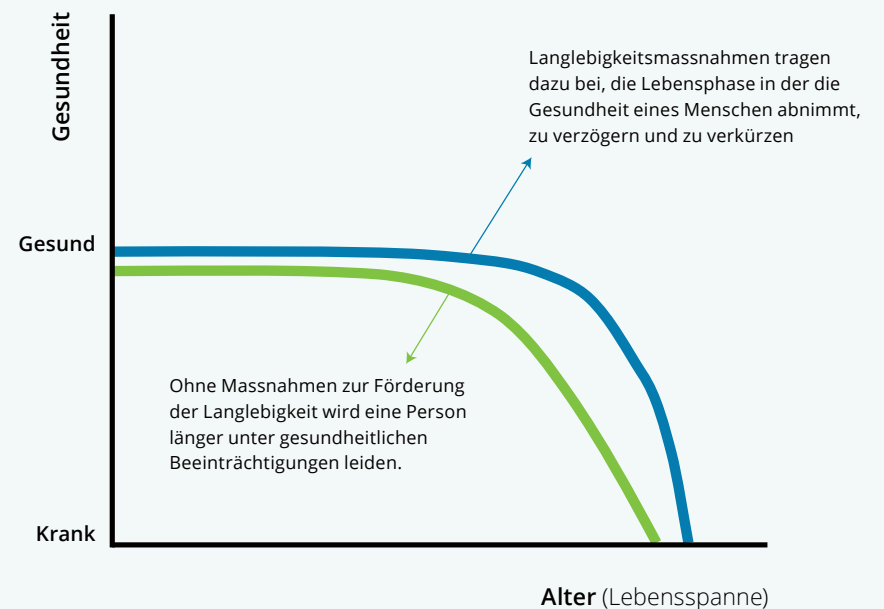 Gesundheit
Langlebigkeitsmassnahmen tragen
dazu bei, die Lebensphase in der die
Gesundheit eines Menschen abnimmt,
zu verzögern und zu verkürzen
Gesund
Ohne Massnahmen zur Förderung
der Langlebigkeit wird eine Person
länger unter gesundheitlichen
Beeinträchtigungen leiden.
Krank
Alter (Lebensspanne)